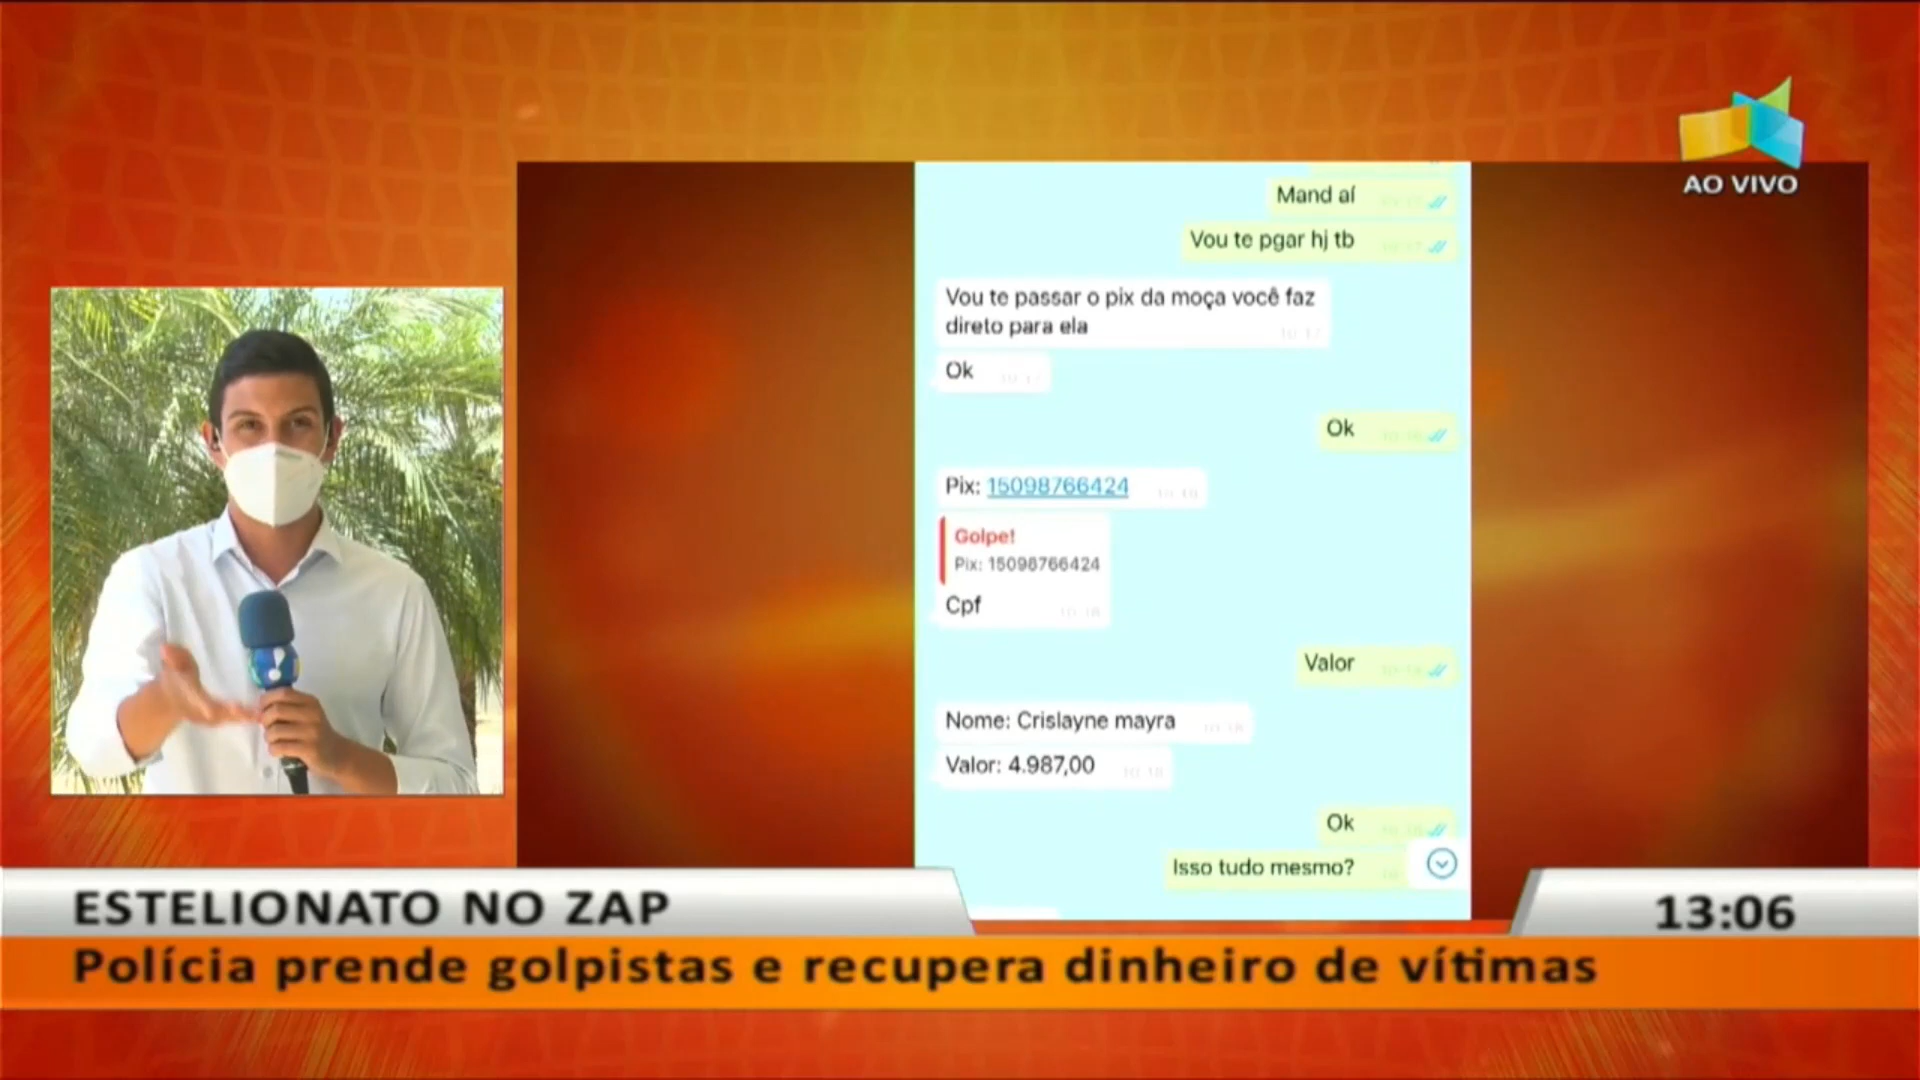 AO VIVO
Mand aí
Vou te pgar hj tb
Vou te passar o pix da moça você faz
direto para ela
Ok
Ok
Pix: 15098766424
Golpe!
Pix: 15098766424
Cpf
Valor
Nome: Crislayne mayra
Valor: 4.987,00
Ok
Isso tudo mesmo?
ESTELIONATO NO ZAP
13:06
Polícia prende golpistas e recupera dinheiro de vítimas